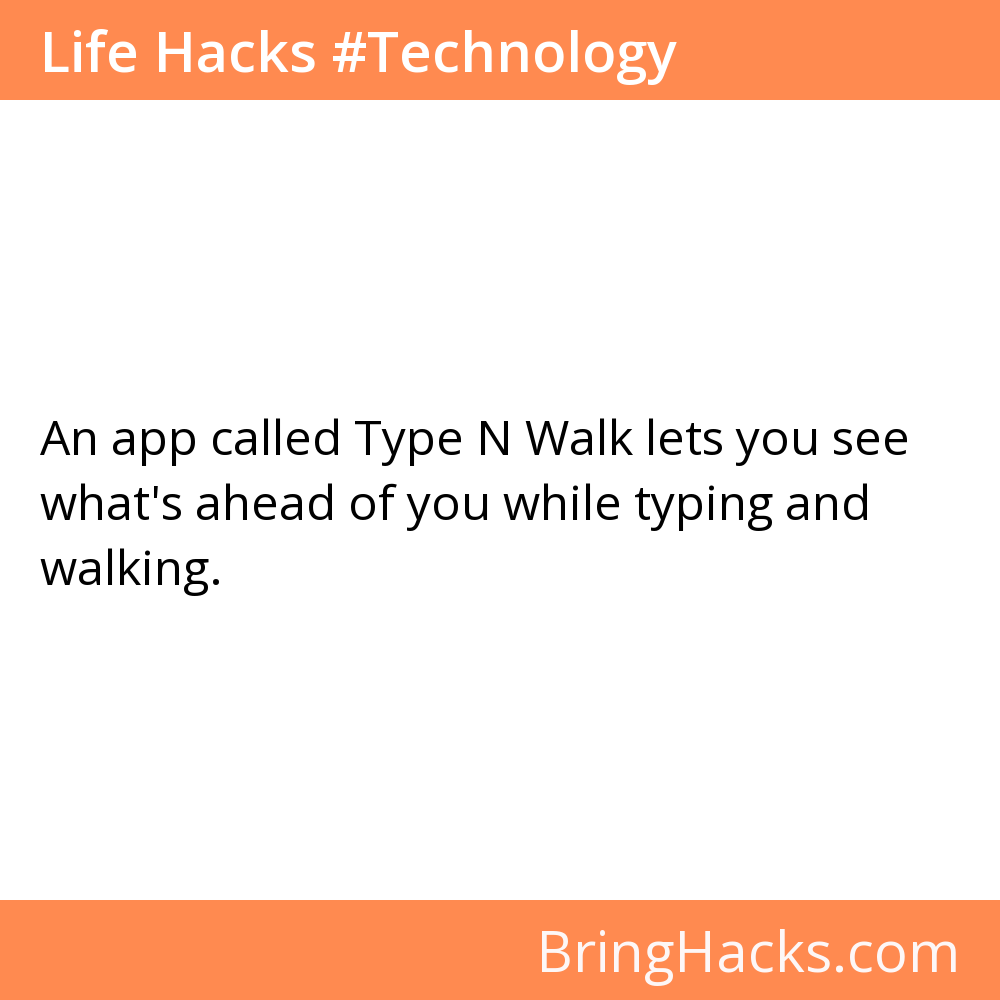 Life Hacks #Technology
An app called Type N Walk lets you see
what's ahead of you while typing and
walking.
BringHacks.com